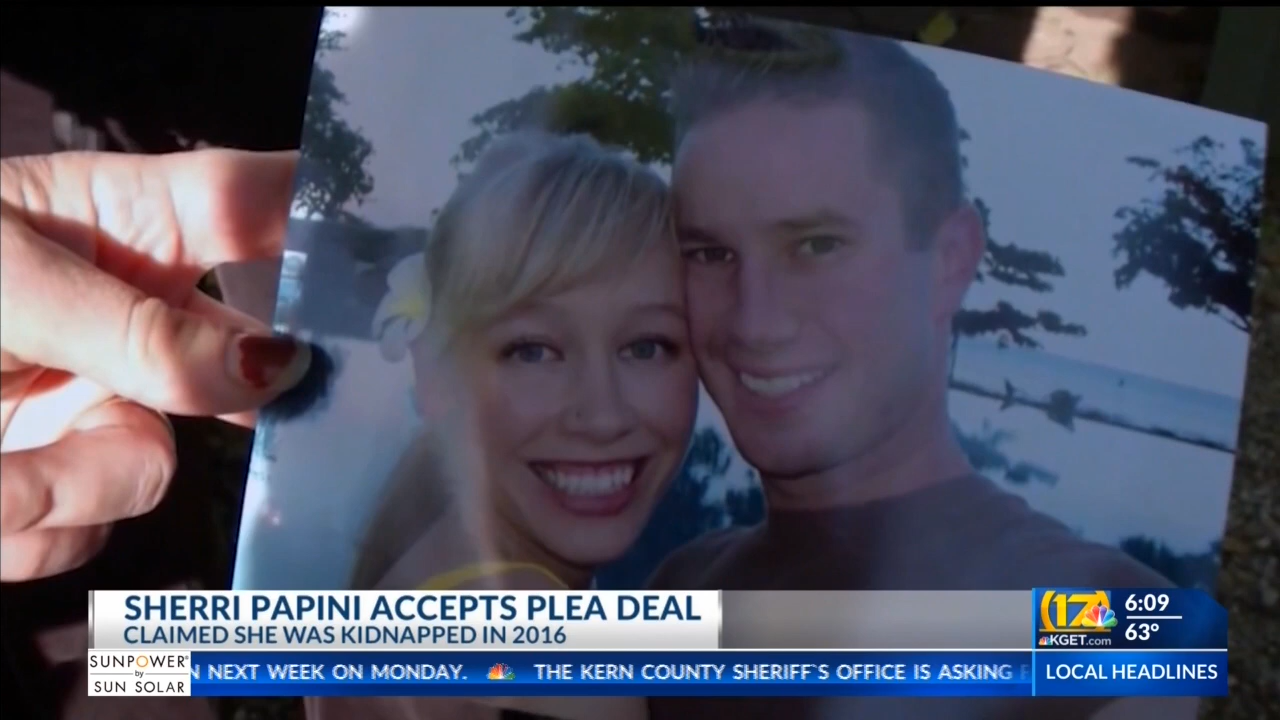 SHERRI PAPINI ACCEPTS PLEA DEAL
CLAIMED SHE WAS KIDNAPPED IN 2016
17
KGET.com
6:09
63°
SUNPOWER®
by
SUN SOLAR
NEXT WEEK ON MONDAY. THE KERN COUNTY SHERIFF`S OFFICE IS ASKING
LOCAL HEADLINES